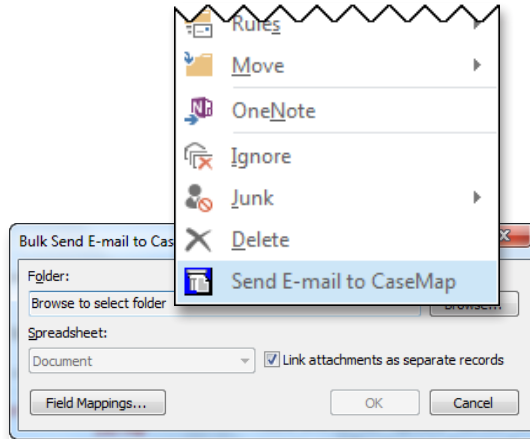 Rules
Move
OneNote
Ignore
Junk
Delete
Send E-mail to CaseMap
Bulk Send E-mail to Cas
Folder:
Browse to select folder
Browse...
Spreadsheet:
Document
Link attachments as separate records
Field Mappings...
OK
Cancel